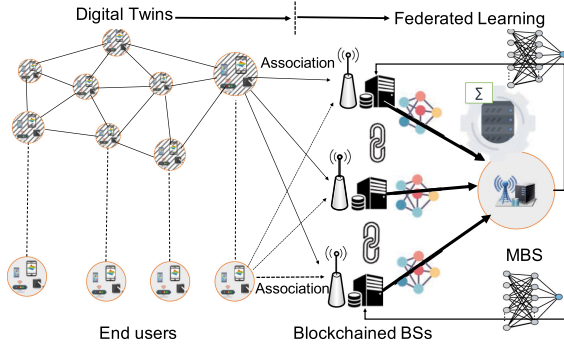 Digital Twins
Federated Learning
Association
Σ
MBS
Association
End users
Blockchained BSs